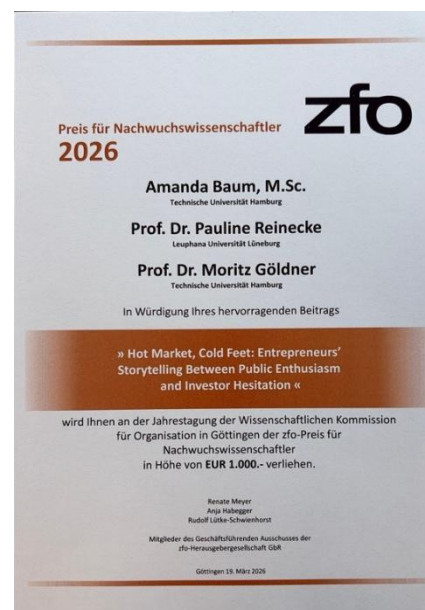 zfo
Preis für Nachwuchswissenschaftler
2026
Amanda Baum, M.Sc.
Technische Universität Hamburg
Prof. Dr. Pauline Reinecke
Leuphana Universität Lüneburg
Prof. Dr. Moritz Göldner
Technische Universität Hamburg
In Würdigung Ihres hervorragenden Beitrags
» Hot Market, Cold Feet: Entrepreneurs’
Storytelling Between Public Enthusiasm
and Investor Hesitation «
wird Ihnen an der Jahrestagung der Wissenschaftlichen Kommission
für Organisation in Göttingen der zfo-Preis für
Nachwuchswissenschaftler
in Höhe von EUR 1.000.- verliehen.
Renate Meyer
Anja Habegger
Rudolf Lütke-Schwienhorst
Mitglieder des Geschäftsführenden Ausschusses der
zfo-Herausgebergesellschaft GbR
Göttingen 19. März 2026